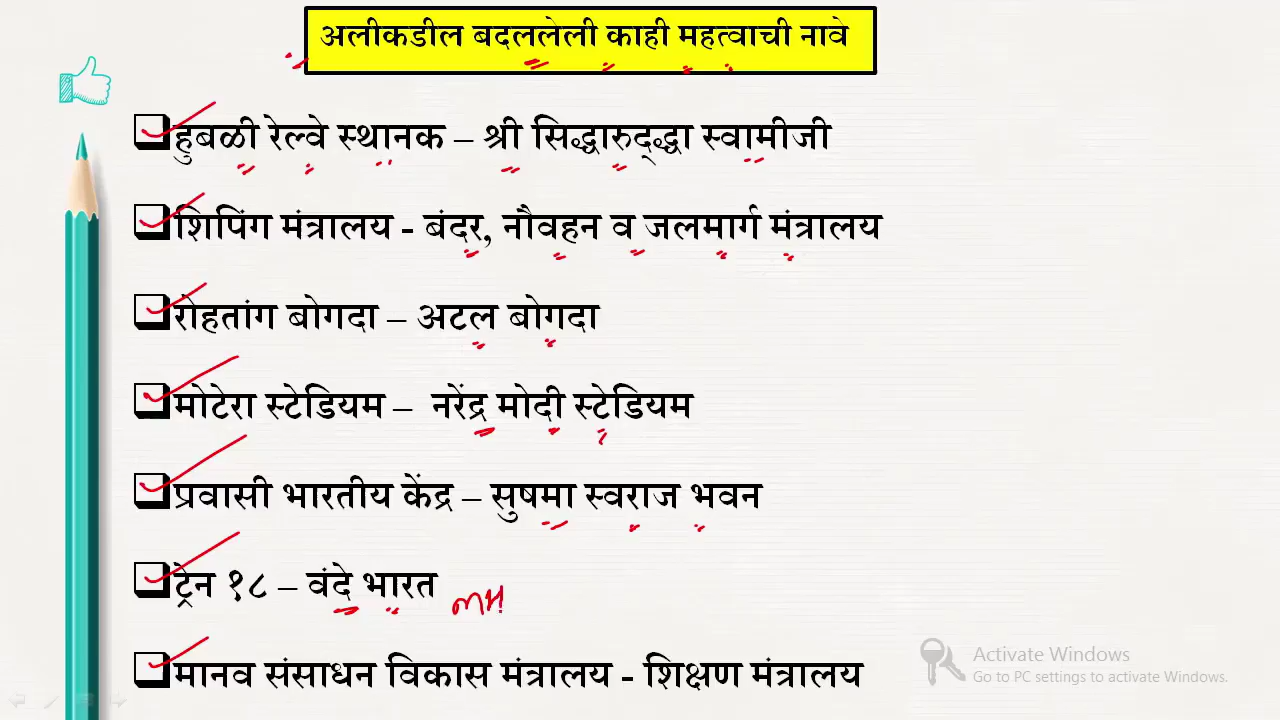 अलीकडील बदललेली काही महत्वाची नावे
हुबळी रेल्वे स्थानक – श्री सिद्धारुद्ध्दा स्वामीजी
शिपिंग मंत्रालय - बंदर, नौवहन व जलमार्ग मंत्रालय
रोहतांग बोगदा – अटल बोगदा
मोटेरा स्टेडियम – नरेंद्र मोदी स्टेडियम
प्रवासी भारतीय केंद्र – सुषमा स्वराज भवन
ट्रेन १८ – वंदे भारत
मानव संसाधन विकास मंत्रालय - शिक्षण मंत्रालय
Activate Windows
Go to PC settings to activate Windows.